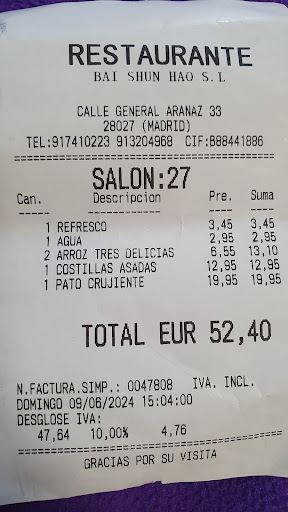 RESTAURANTE
BAI SHUN HAO S.L
CALLE GENERAL ARANAZ 33
28027 (MADRID)
TEL:917410223 913204968 CIF:B88441886
SALON:27
Can. Descripcion Pre. Suma
1 REFRESCO 3,45 3,45
1 AGUA 2,95 2,95
2 ARROZ TRES DELICIAS 6,55 13,10
1 COSTILLAS ASADAS 12,95 12,95
1 PATO CRUJIENTE 19,95 19,95
TOTAL EUR 52,40
N.FACTURA.SIMP.: 0047808 IVA. INCL.
DOMINGO 09/06/2024 15:04:00
DESGLOSE IVA:
47,64 10,00% 4,76
GRACIAS POR SU VISITA